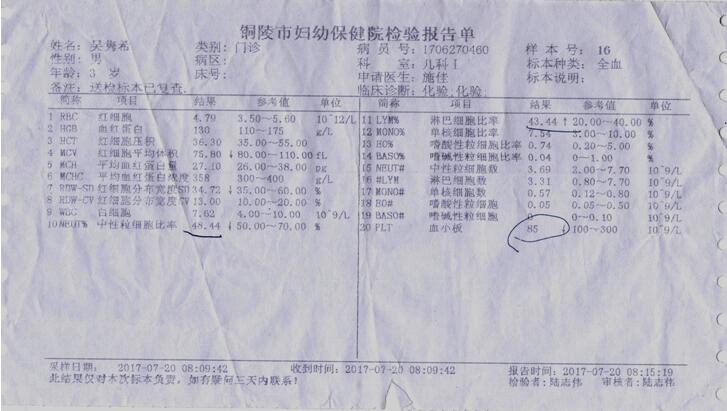 铜陵市妇幼保健院检验报告单
姓名：吴隽希 类别：门诊 病员号：1706270460 样本号：16
性别：男 病区： 科室：儿科Ⅰ 标本种类：全血
年龄：3 岁 床号： 申请医生：施佳 标本说明：
备注：送检标本已复查. 临床诊断：化验;化验;
简称 项目 结果 参考值 单位 简称 项目 结果 参考值 单位
1 RBC 红细胞 4.79 3.50～5.60 10^12/L 11 LYM% 淋巴细胞比率 43.44 ↑ 20.00～40.00 %
2 HGB 血红蛋白 130 110～175 g/L 12 MONO% 单核细胞比率 7.54 3.00～10.00 %
3 HCT 红细胞压积 36.30 35.00～55.00 13 EO% 嗜酸性粒细胞比率 0.74 0.20～5.00 %
4 MCV 红细胞平均体积 75.80 ↓ 80.00～110.00 fL 14 BASO% 嗜碱性粒细胞比率 0.04 0～1.00 %
5 MCH 平均血红蛋白量 27.10 26.00～38.00 pg 15 NEUT# 中性粒细胞数 3.69 2.00～7.00 10^9/L
6 MCHC 平均血红蛋白浓度 358 300～400 g/L 16 #LYM 淋巴细胞数 3.31 0.80～7.70 10^9/L
7 RDW-SD 红细胞分布宽度SD 34.72 ↓ 35.00～60.00 % 17 MONO# 单核细胞数 0.57 0.12～0.80 10^9/L
8 RDW-CV 红细胞分布宽度CV 13.00 10.00～20.00 % 18 EO# 嗜酸性粒细胞 0.05 0.05～0.50 10^9/L
9 WBC 白细胞 7.62 4.00～10.00 10^9/L 19 BASO# 嗜碱性粒细胞 0 0～0.10 10^9/L
10 NEUT% 中性粒细胞比率 48.44 ↓ 50.00～70.00 % 20 PLT 血小板 85 ↓ 100～300 10^9/L
采样日期： 2017-07-20 08:09:42 收到时间：2017-07-20 08:09:42 报告时间：2017-07-20 08:15:19
此结果仅对本次标本负责，如有疑问三天内联系！ 检验者：陆志伟 审核者：陆志伟